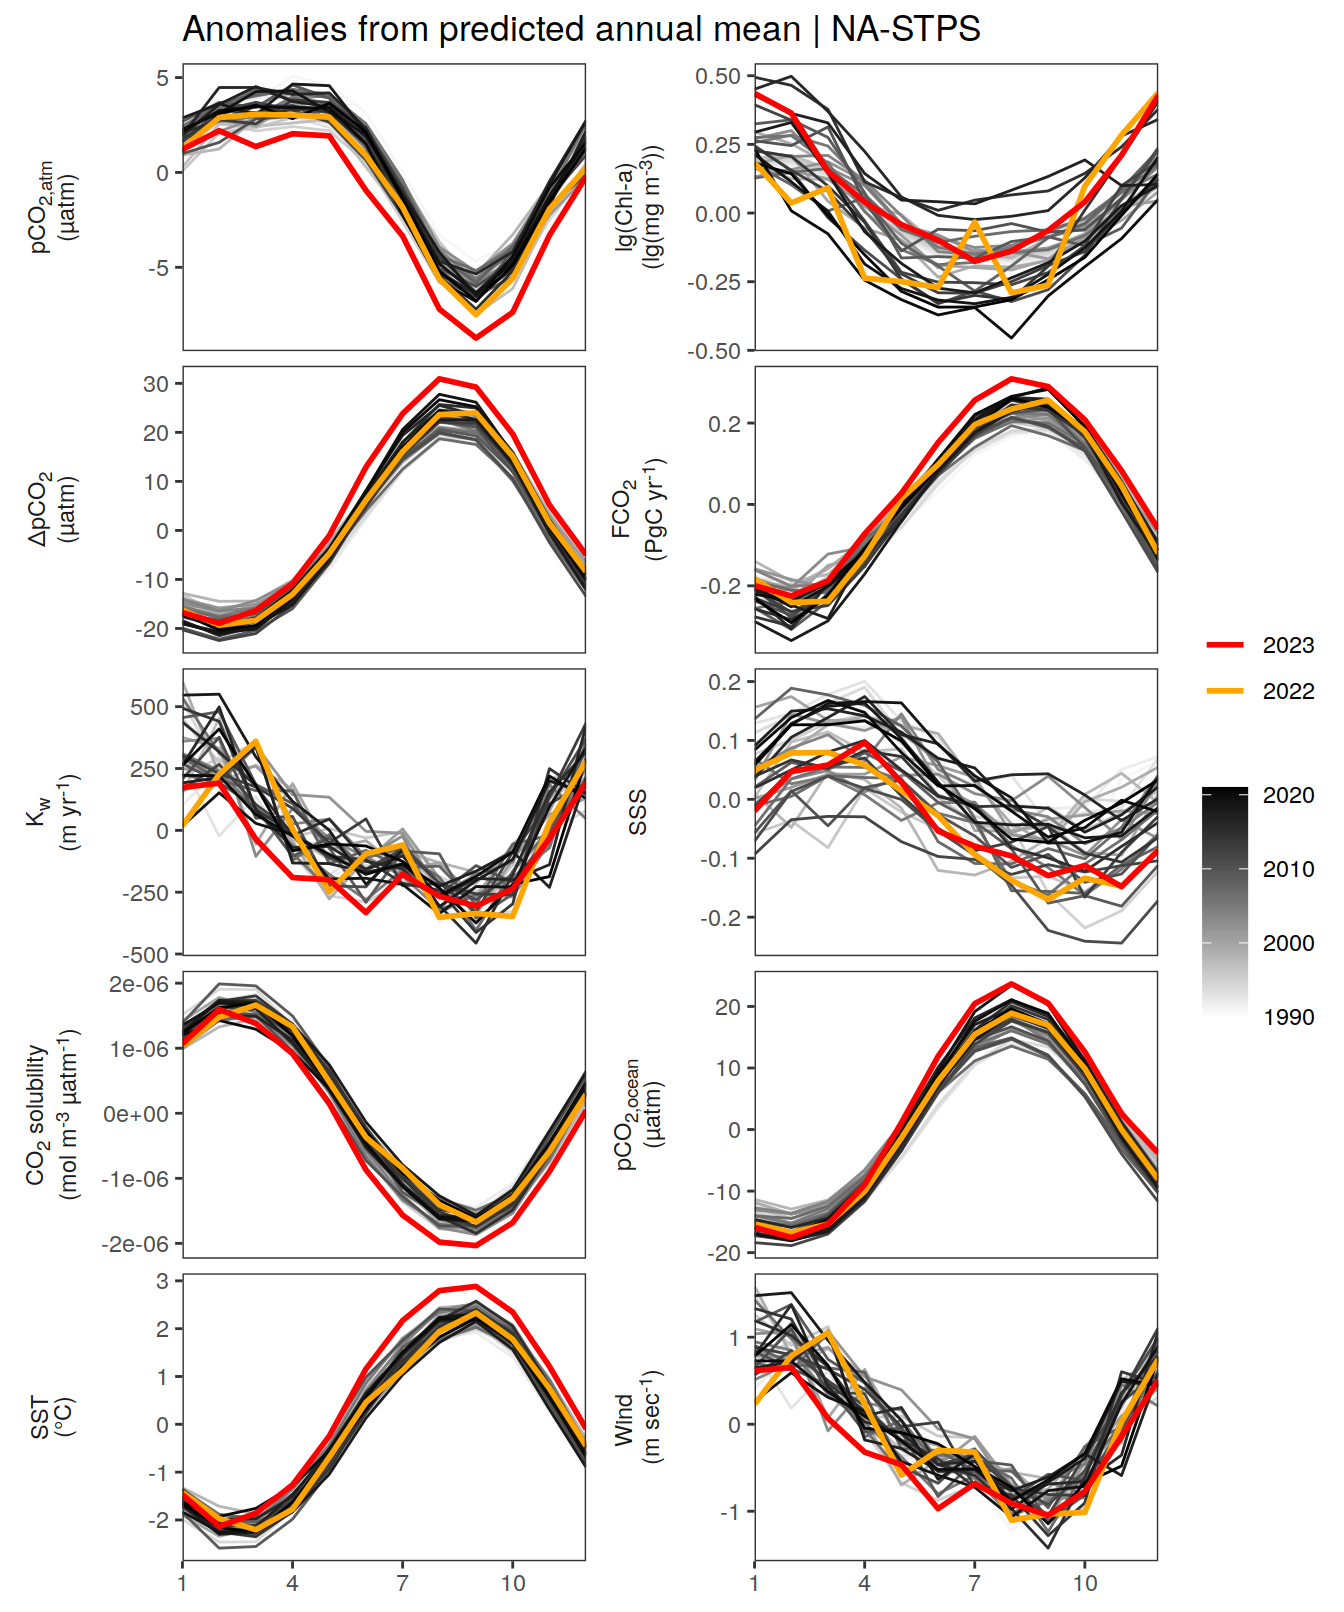 Anomalies from predicted annual mean | NA-STPS
pCO2,atm
(µatm)
5
0
-5
lg(Chl-a)
(lg(mg m-3))
0.50
0.25
0.00
-0.25
-0.50
ΔpCO2
(µatm)
30
20
10
0
-10
-20
FCO2
(PgC yr-1)
0.2
0.0
-0.2
Kw
(m yr-1)
500
250
0
-250
-500
SSS
0.2
0.1
0.0
-0.1
-0.2
CO2 solubility
(mol m-3 µatm-1)
2e-06
1e-06
0e+00
-1e-06
-2e-06
pCO2,ocean
(µatm)
20
10
0
-10
-20
SST
(°C)
3
2
1
0
-1
-2
1 4 7 10
Wind
(m sec-1)
1
0
-1
1 4 7 10
2023
2022
2020
2010
2000
1990